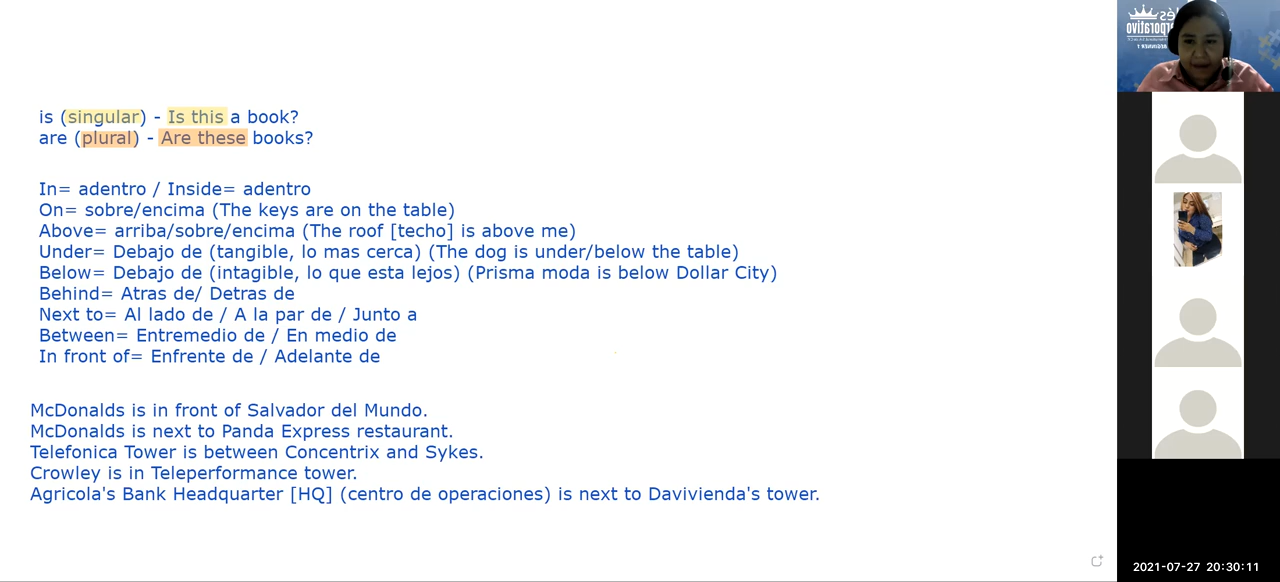 is (singular) - Is this a book?
are (plural) - Are these books?
In= adentro / Inside= adentro
On= sobre/encima (The keys are on the table)
Above= arriba/sobre/encima (The roof [techo] is above me)
Under= Debajo de (tangible, lo mas cerca) (The dog is under/below the table)
Below= Debajo de (intagible, lo que esta lejos) (Prisma moda is below Dollar City)
Behind= Atras de/ Detras de
Next to= Al lado de / A la par de / Junto a
Between= Entremedio de / En medio de
In front of= Enfrente de / Adelante de
McDonalds is in front of Salvador del Mundo.
McDonalds is next to Panda Express restaurant.
Telefonica Tower is between Concentrix and Sykes.
Crowley is in Teleperformance tower.
Agricola's Bank Headquarter [HQ] (centro de operaciones) is next to Davivienda's tower.
2021-07-27 20:30:11